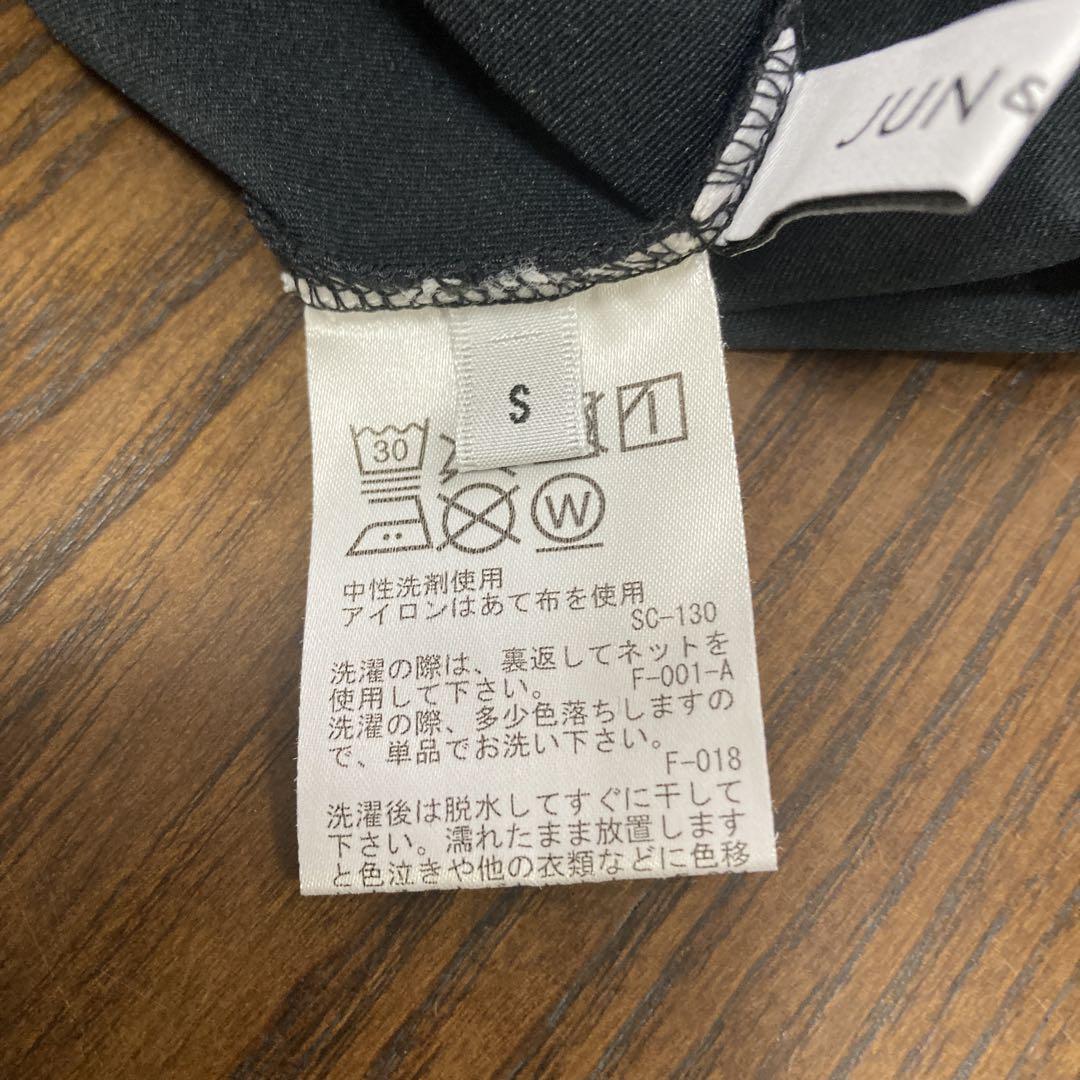 JUN &
S
30
W
中性洗剤使用
アイロンはあて布を使用
SC-130
洗濯の際は、裏返してネットを
使用して下さい。 F-001-A
洗濯の際、多少色落ちしますの
で、単品でお洗い下さい。
F-018
洗濯後は脱水してすぐに干して
下さい。濡れたまま放置します
と色泣きや他の衣類などに色移